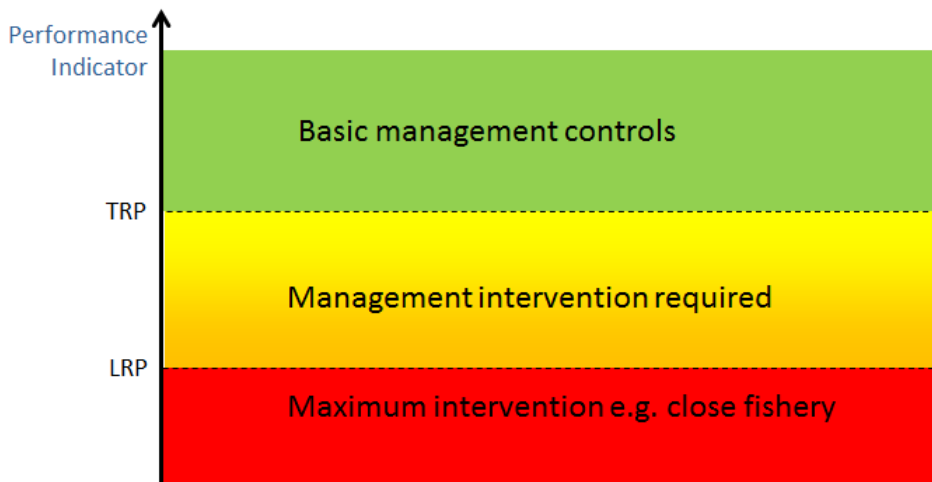 Performance
Indicator
Basic management controls
TRP
Management intervention required
LRP
Maximum intervention e.g. close fishery